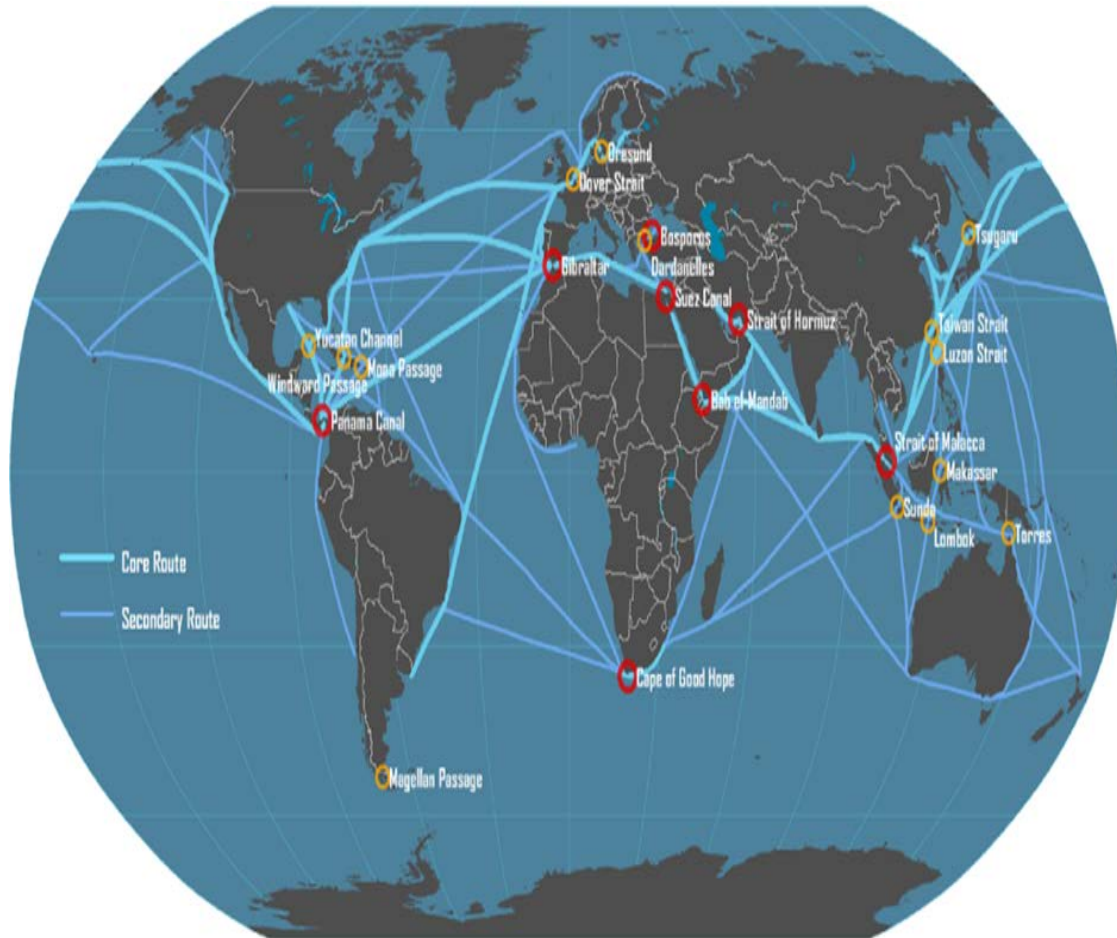 Oresund
Dover Strait
Bosporus
Tsugaru
Gibraltar
Dardanelles
Suez Canal
Strait of Hormuz
Taiwan Strait
Yucatan Channel
Luzon Strait
Mona Passage
Windward Passage
Bab el-Mandab
Panama Canal
Strait of Malacca
Makassar
Sunda
Torres
Lombok
Core Route
Secondary Route
Cape of Good Hope
Magellan Passage